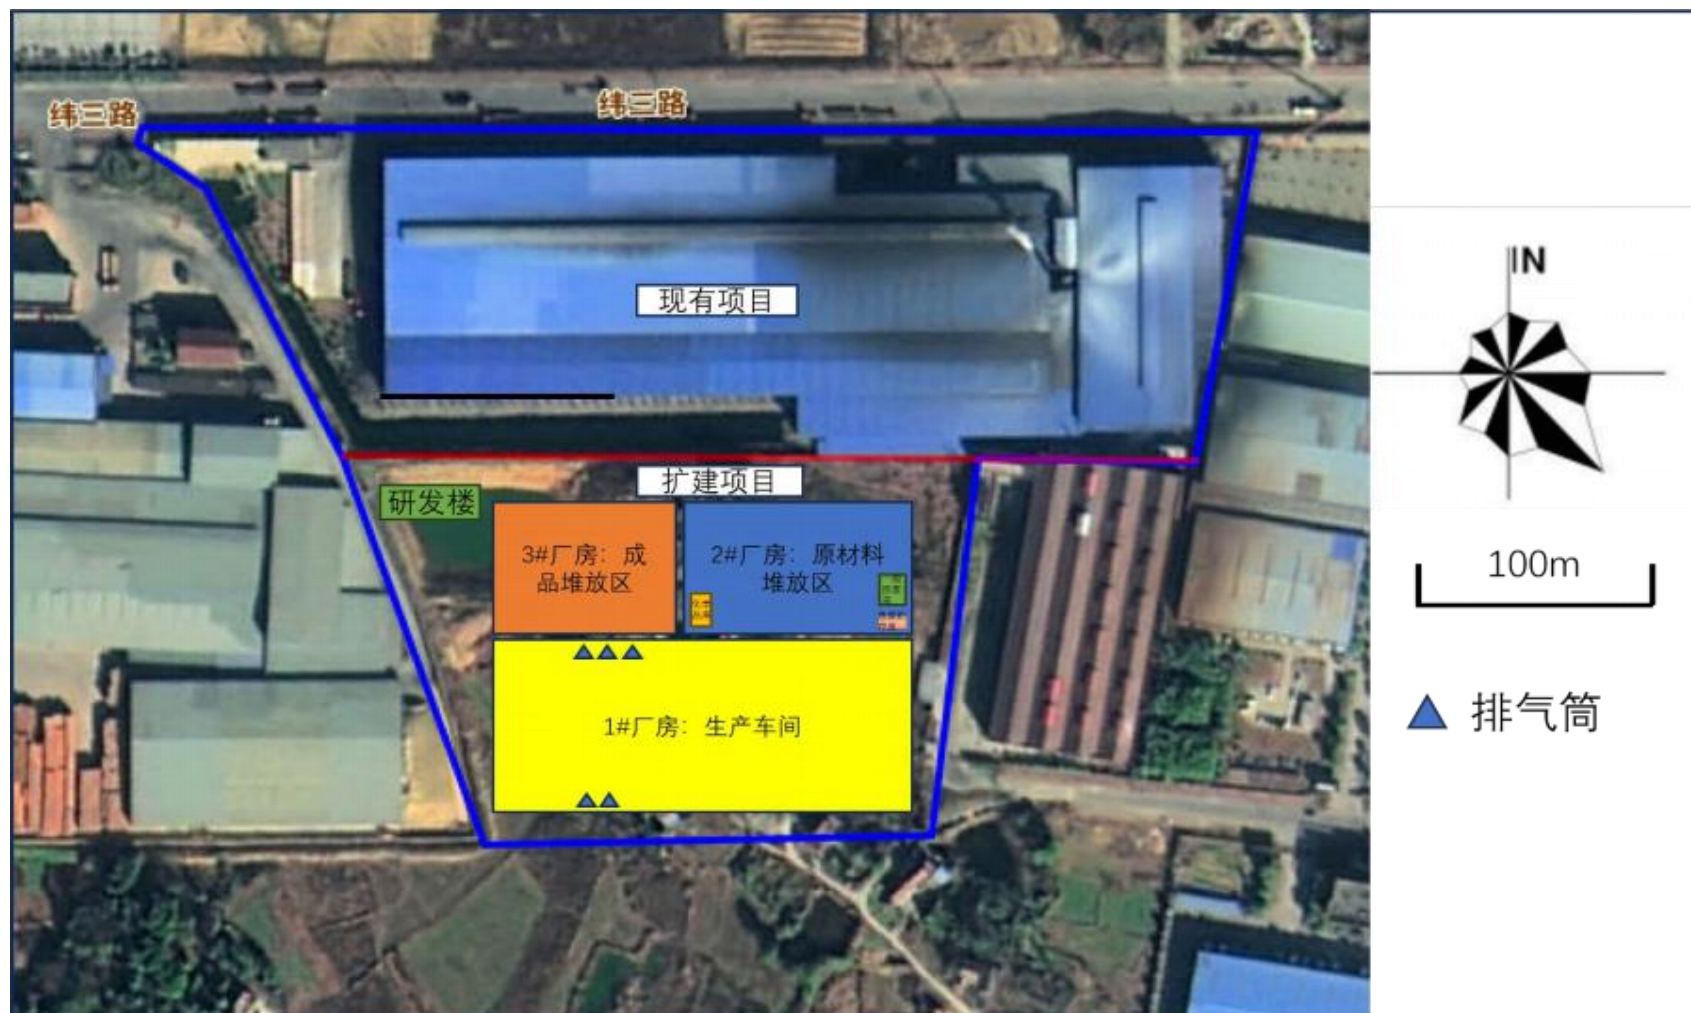 纬三路
纬三路
现有项目
扩建项目
研发楼
3#厂房：成
品堆放区
2#厂房：原材料
堆放区
1#厂房：生产车间
N
100m
排气筒